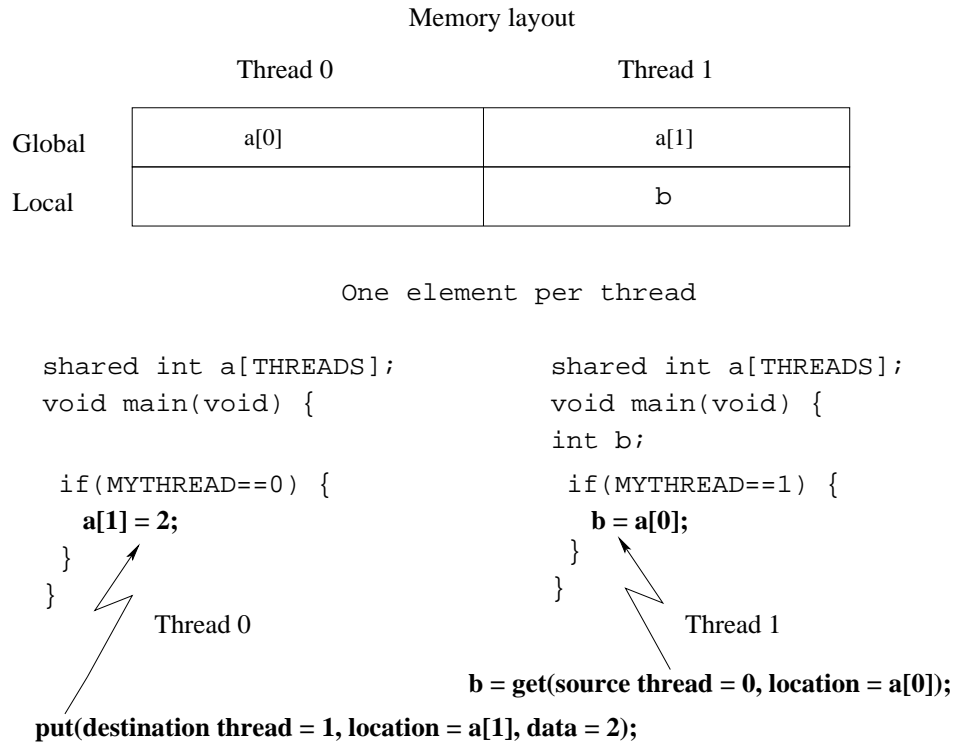 Memory layout
Thread 0 Thread 1
Global a[0] a[1]
Local b
One element per thread
shared int a[THREADS];
void main(void) {
if(MYTHREAD==0) {
a[1] = 2;
}
}
Thread 0
put(destination thread = 1, location = a[1], data = 2);
shared int a[THREADS];
void main(void) {
int b;
if(MYTHREAD==1) {
b = a[0];
}
}
Thread 1
b = get(source thread = 0, location = a[0]);